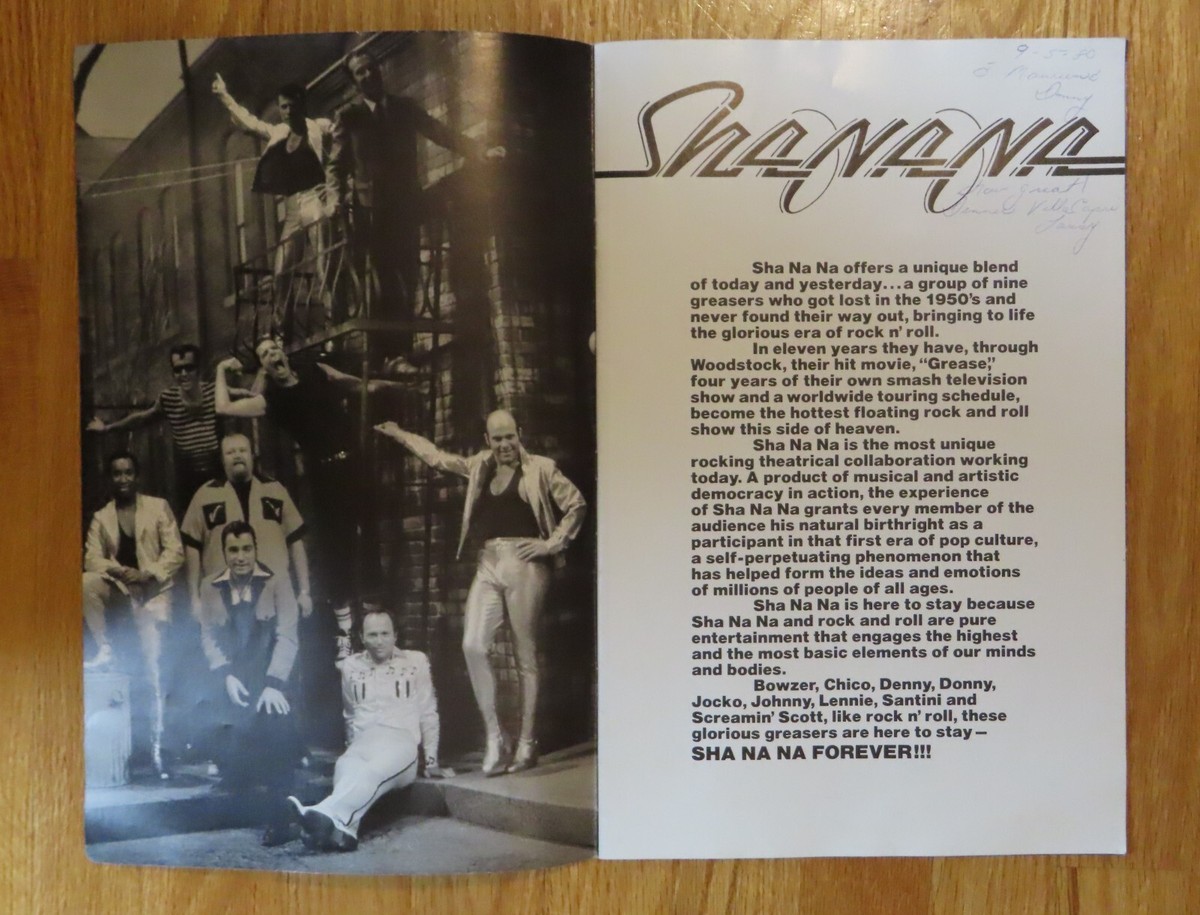 9-5-80
Sha Na Na
great!
Sha Na Na offers a unique blend
of today and yesterday...a group of nine
greasers who got lost in the 1950's and
never found their way out, bringing to life
the glorious era of rock n' roll.
In eleven years they have, through
Woodstock, their hit movie, “Grease,”
four years of their own smash television
show and a worldwide touring schedule,
become the hottest floating rock and roll
show this side of heaven.
Sha Na Na is the most unique
rocking theatrical collaboration working
today. A product of musical and artistic
democracy in action, the experience
of Sha Na Na grants every member of the
audience his natural birthright as a
participant in that first era of pop culture,
a self-perpetuating phenomenon that
has helped form the ideas and emotions
of millions of people of all ages.
Sha Na Na is here to stay because
Sha Na Na and rock and roll are pure
entertainment that engages the highest
and the most basic elements of our minds
and bodies.
Bowzer, Chico, Denny, Donny,
Jocko, Johnny, Lennie, Santini and
Screamin' Scott, like rock n' roll, these
glorious greasers are here to stay—
SHA NA NA FOREVER!!!